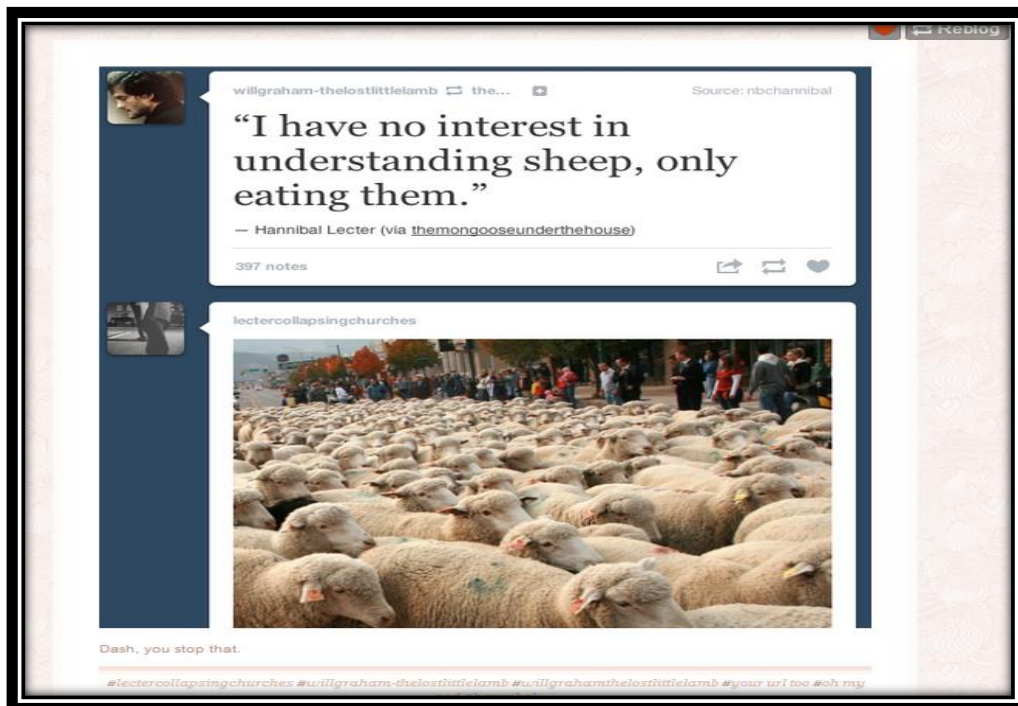 Reblog
willgraham-thelostlittlelamb the... Source: nbchannibal
“I have no interest in
understanding sheep, only
eating them.”
— Hannibal Lecter (via themongooseunderthehouse)
397 notes
lectercollapsingchurches
Dash, you stop that.
#lectercollapsingchurches #willgraham-thelostlittlelamb #willgrahamthelostlittlelamb #your url too #oh my